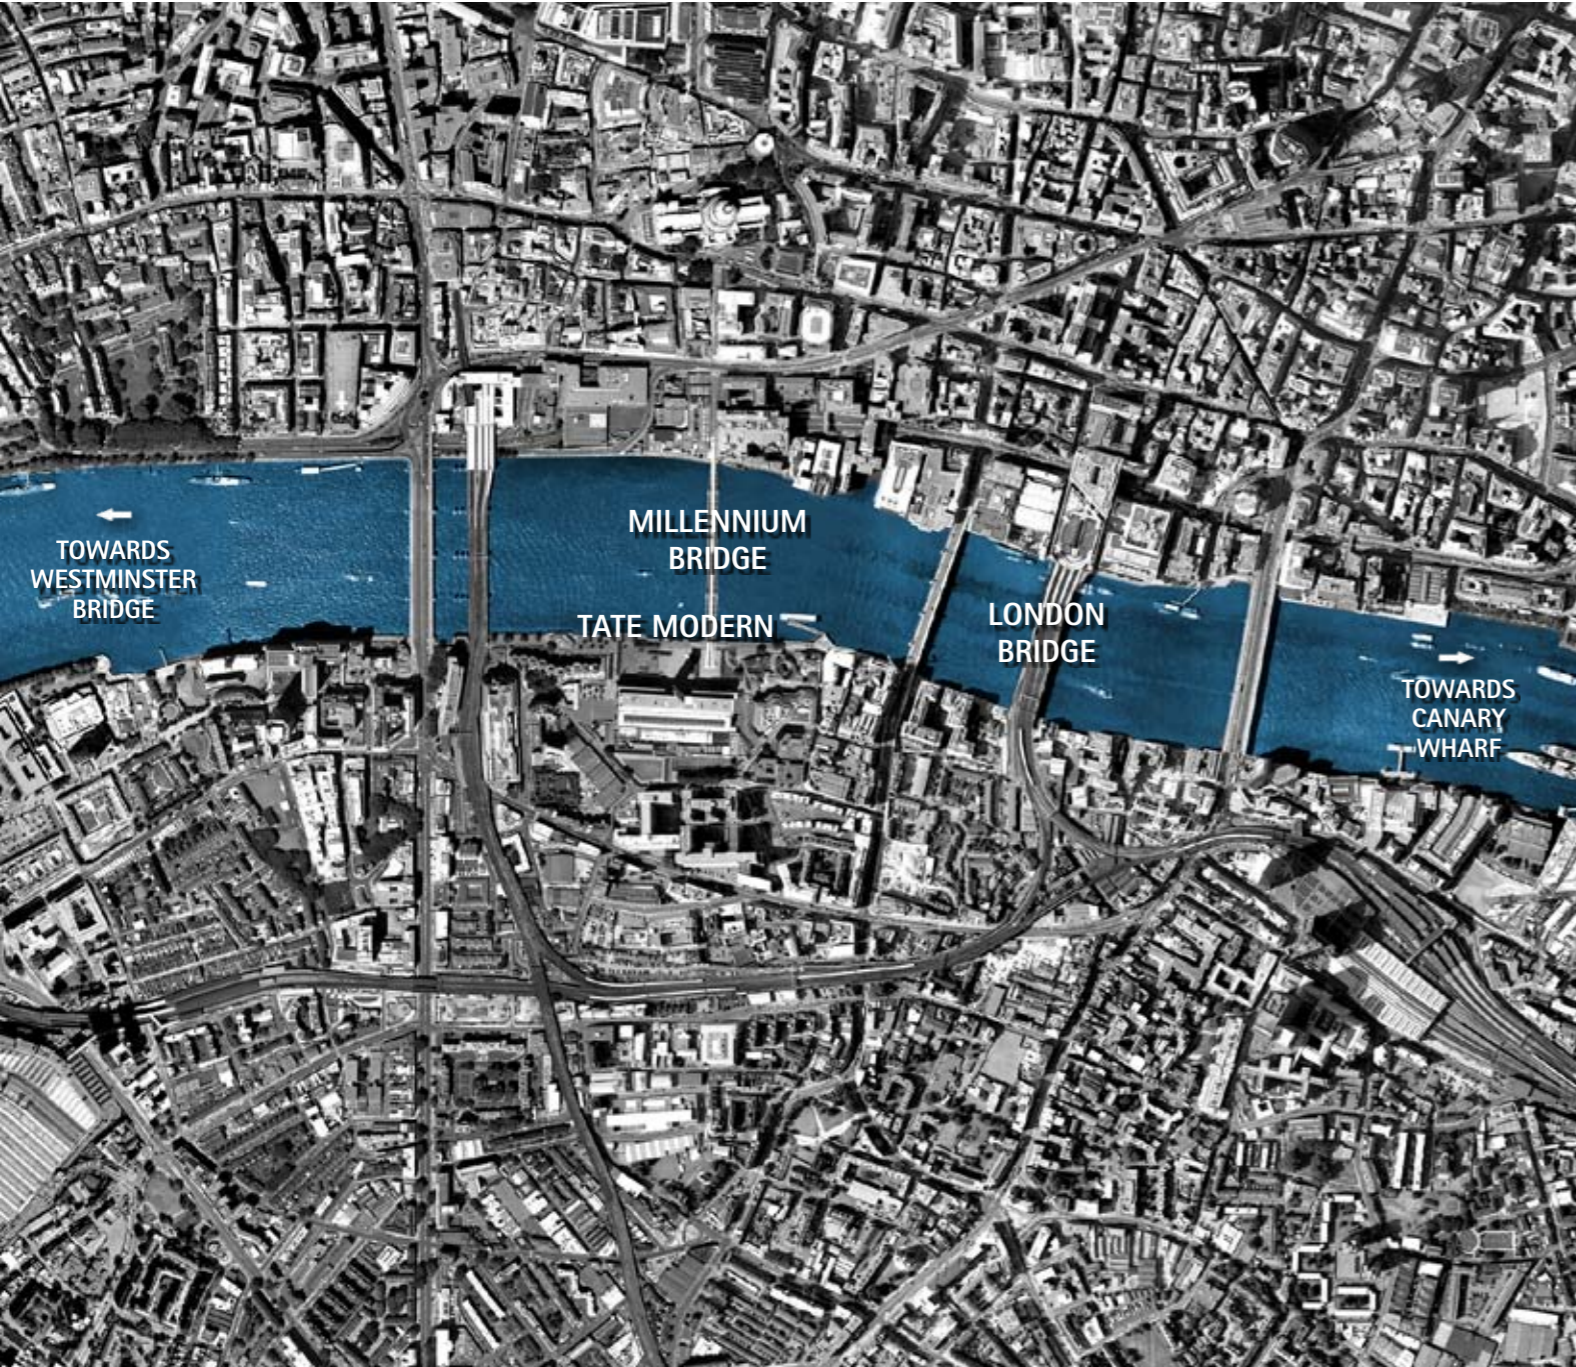 TOWARDS
WESTMINSTER
BRIDGE
MILLENNIUM
BRIDGE
TATE MODERN
LONDON
BRIDGE
TOWARDS
CANARY
WHARF